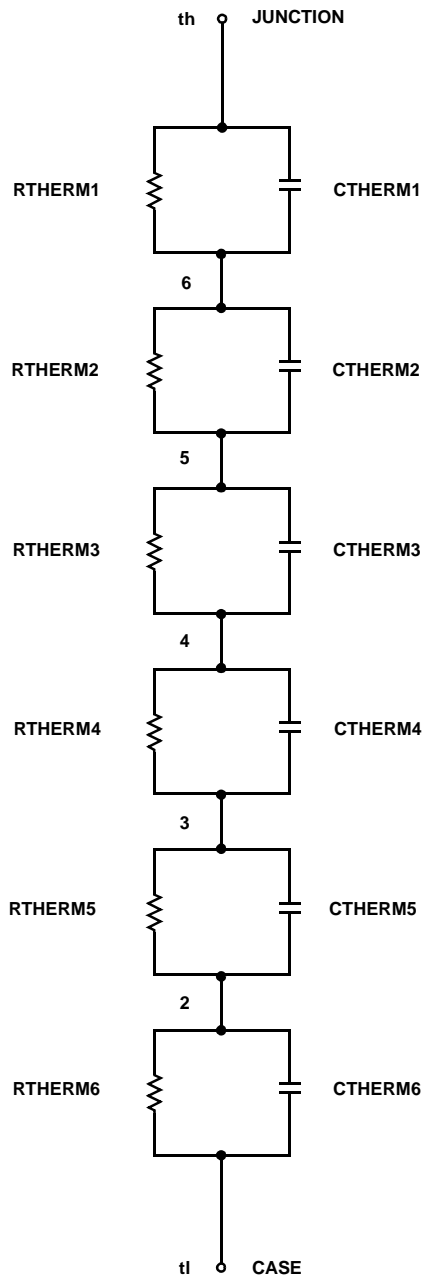 th JUNCTION
RTHERM1 CTHERM1
6
RTHERM2 CTHERM2
5
RTHERM3 CTHERM3
4
RTHERM4 CTHERM4
3
RTHERM5 CTHERM5
2
RTHERM6 CTHERM6
tl CASE